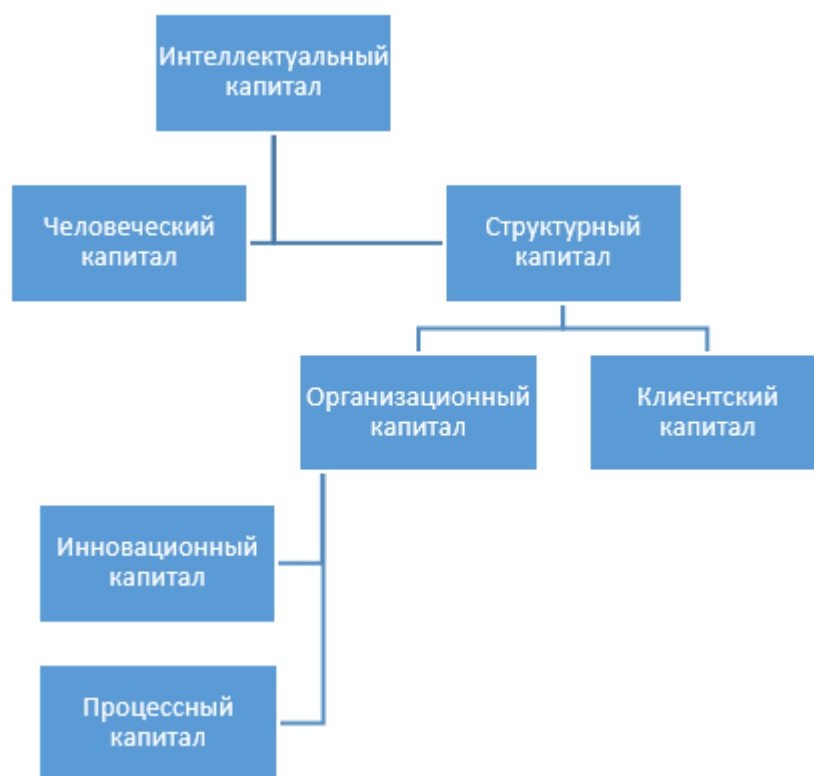 Интеллектуальный
капитал
Человеческий
капитал
Структурный
капитал
Организационный
капитал
Клиентский
капитал
Инновационный
капитал
Процессный
капитал